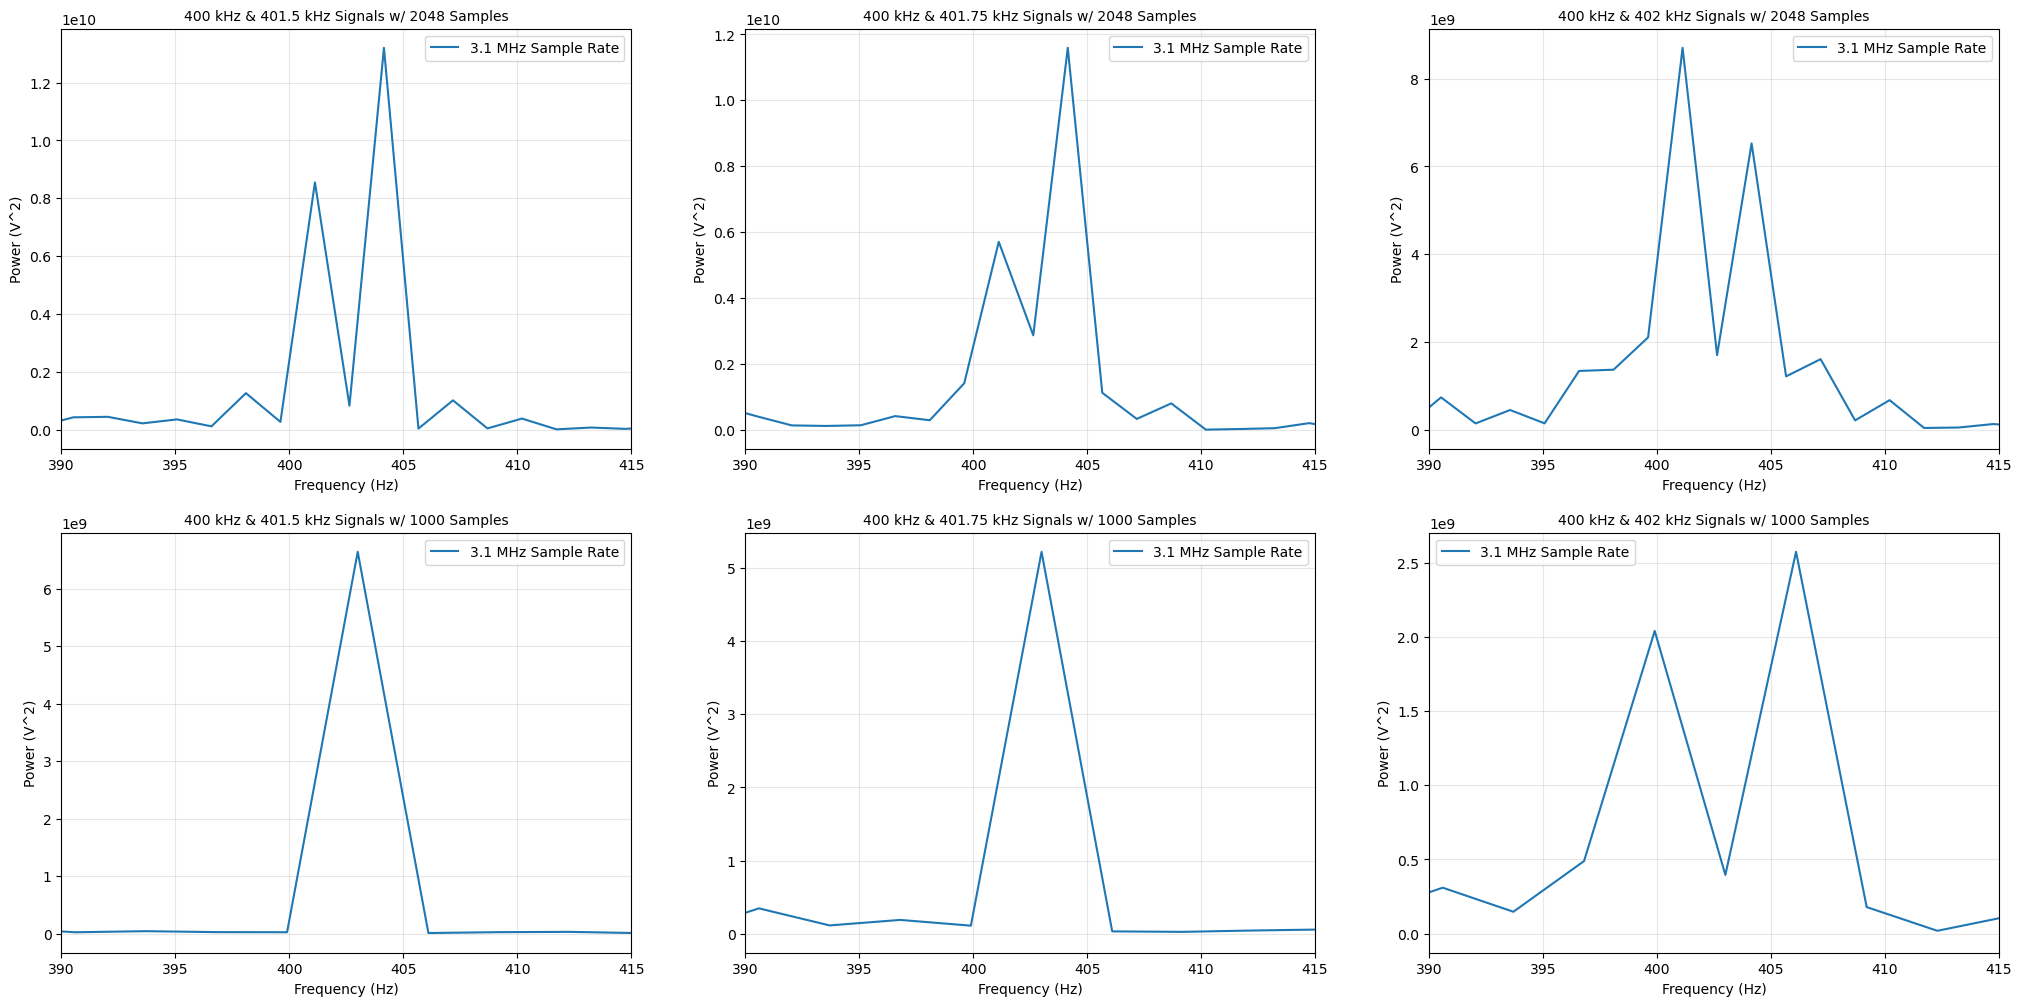 400 kHz & 401.5 kHz Signals w/ 2048 Samples
1e10
3.1 MHz Sample Rate
Power (V^2)
1.2
1.0
0.8
0.6
0.4
0.2
0.0
390 395 400 405 410 415
Frequency (Hz)
400 kHz & 401.75 kHz Signals w/ 2048 Samples
1e10
3.1 MHz Sample Rate
Power (V^2)
1.2
1.0
0.8
0.6
0.4
0.2
0.0
390 395 400 405 410 415
Frequency (Hz)
400 kHz & 402 kHz Signals w/ 2048 Samples
1e9
3.1 MHz Sample Rate
Power (V^2)
8
6
4
2
0
390 395 400 405 410 415
Frequency (Hz)
400 kHz & 401.5 kHz Signals w/ 1000 Samples
1e9
3.1 MHz Sample Rate
Power (V^2)
6
5
4
3
2
1
0
390 395 400 405 410 415
Frequency (Hz)
400 kHz & 401.75 kHz Signals w/ 1000 Samples
1e9
3.1 MHz Sample Rate
Power (V^2)
5
4
3
2
1
0
390 395 400 405 410 415
Frequency (Hz)
400 kHz & 402 kHz Signals w/ 1000 Samples
1e9
3.1 MHz Sample Rate
Power (V^2)
2.5
2.0
1.5
1.0
0.5
0.0
390 395 400 405 410 415
Frequency (Hz)